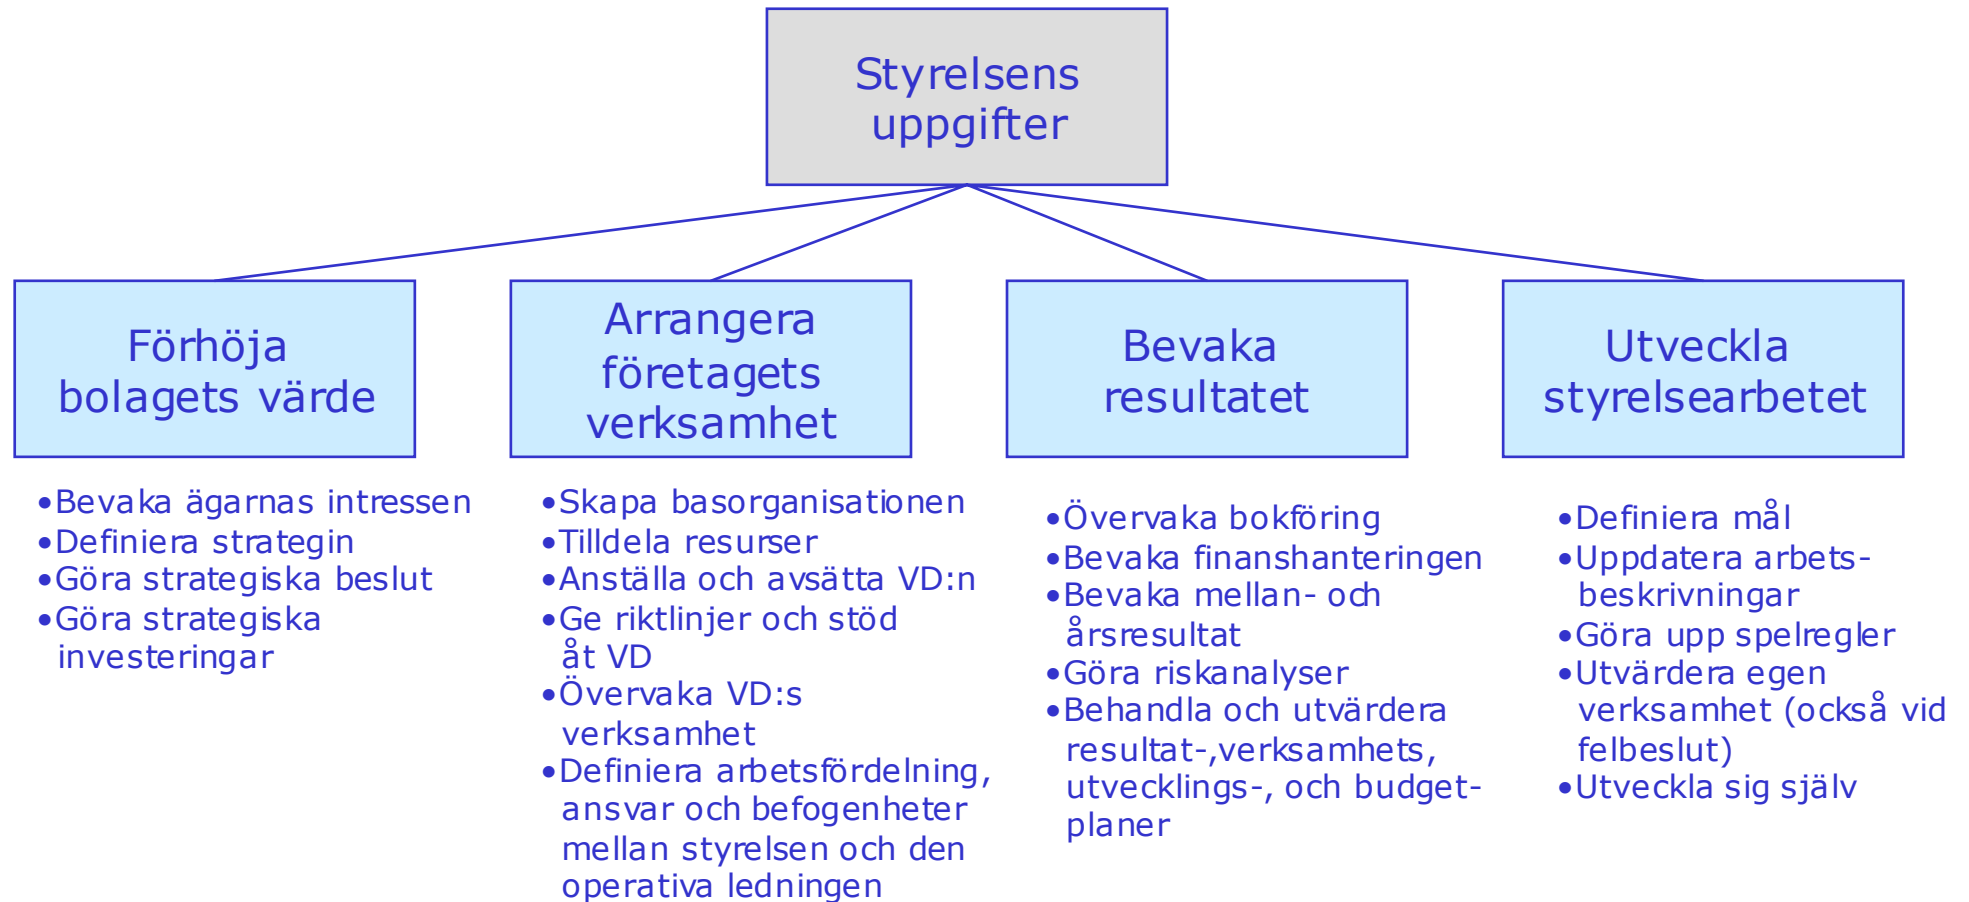 Styrelsens
uppgifter
Förhöja
bolagets värde
•Bevaka ägarnas intressen
•Definiera strategin
•Göra strategiska beslut
•Göra strategiska
investeringar
Arrangera
företagets
verksamhet
•Skapa basorganisationen
•Tilldela resurser
•Anställa och avsätta VD:n
•Ge riktlinjer och stöd
åt VD
•Övervaka VD:s
verksamhet
•Definiera arbetsfördelning,
ansvar och befogenheter
mellan styrelsen och den
operativa ledningen
Bevaka
resultatet
•Övervaka bokföring
•Bevaka finanshanteringen
•Bevaka mellan- och
årsresultat
•Göra riskanalyser
•Behandla och utvärdera
resultat-,verksamhets,
utvecklings-, och budget-
planer
Utveckla
styrelsearbetet
•Definiera mål
•Uppdatera arbets-
beskrivningar
•Göra upp spelregler
•Utvärdera egen
verksamhet (också vid
felbeslut)
•Utveckla sig själv